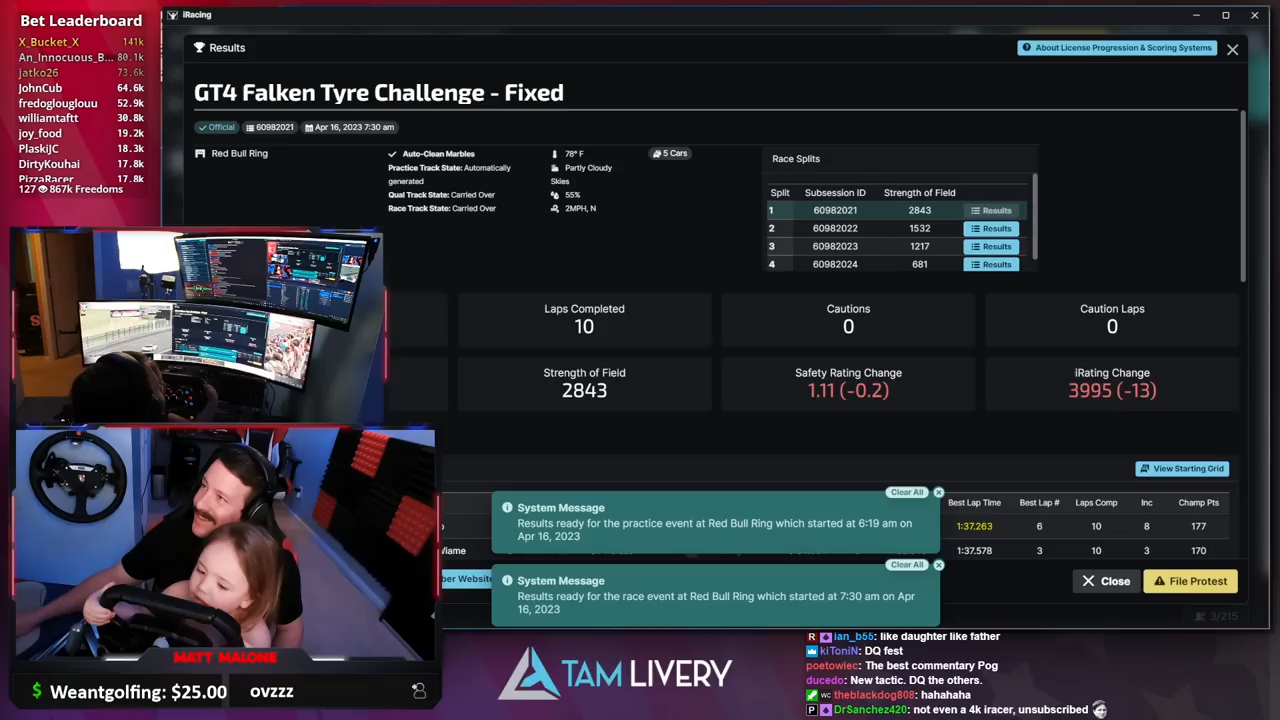 Bet Leaderboard
X_Bucket_X 141k
An_Innocuous_B... 80.1k
jatko26 73.6k
JohnCub 64.6k
fredoglouglouu 52.9k
williamtaftt 30.8k
joy_food 19.2k
PlaskiJC 18.3k
DirtyKouhai 17.8k
PizzaRacer 17.8k
127 867k Freedoms
iRacing
Results
About License Progression & Scoring Systems
GT4 Falken Tyre Challenge - Fixed
Official 60982021 Apr 16, 2023 7:30 am
Red Bull Ring
Auto-Clean Marbles
Practice Track State: Automatically
generated
Qual Track State: Carried Over
Race Track State: Carried Over
78° F
Partly Cloudy
Skies
55%
2MPH, N
5 Cars
Race Splits
Split Subsession ID Strength of Field
1 60982021 2843 Results
2 60982022 1532 Results
3 60982023 1217 Results
4 60982024 681 Results
Laps Completed
10
Cautions
0
Caution Laps
0
Strength of Field
2843
Safety Rating Change
1.11 (-0.2)
iRating Change
3995 (-13)
View Starting Grid
Best Lap Time Best Lap # Laps Comp Inc Champ Pts
1:37.263 6 10 8 177
1:37.578 3 10 3 170
Clear All
System Message
Results ready for the practice event at Red Bull Ring which started at 6:19 am on
Apr 16, 2023
Clear All
System Message
Results ready for the race event at Red Bull Ring which started at 7:30 am on Apr
16, 2023
ber Website
Close
File Protest
3/215
MATT MALONE
$ Weantgolfing: $25.00
ovzzz
TAM LIVERY
R ian_b55: like daughter like father
kiToniN: DQ fest
poetowiec: The best commentary Pog
ducedo: New tactic. DQ the others.
WC theblackdog808: hahahaha
P DrSanchez420: not even a 4k iracer, unsubscribed